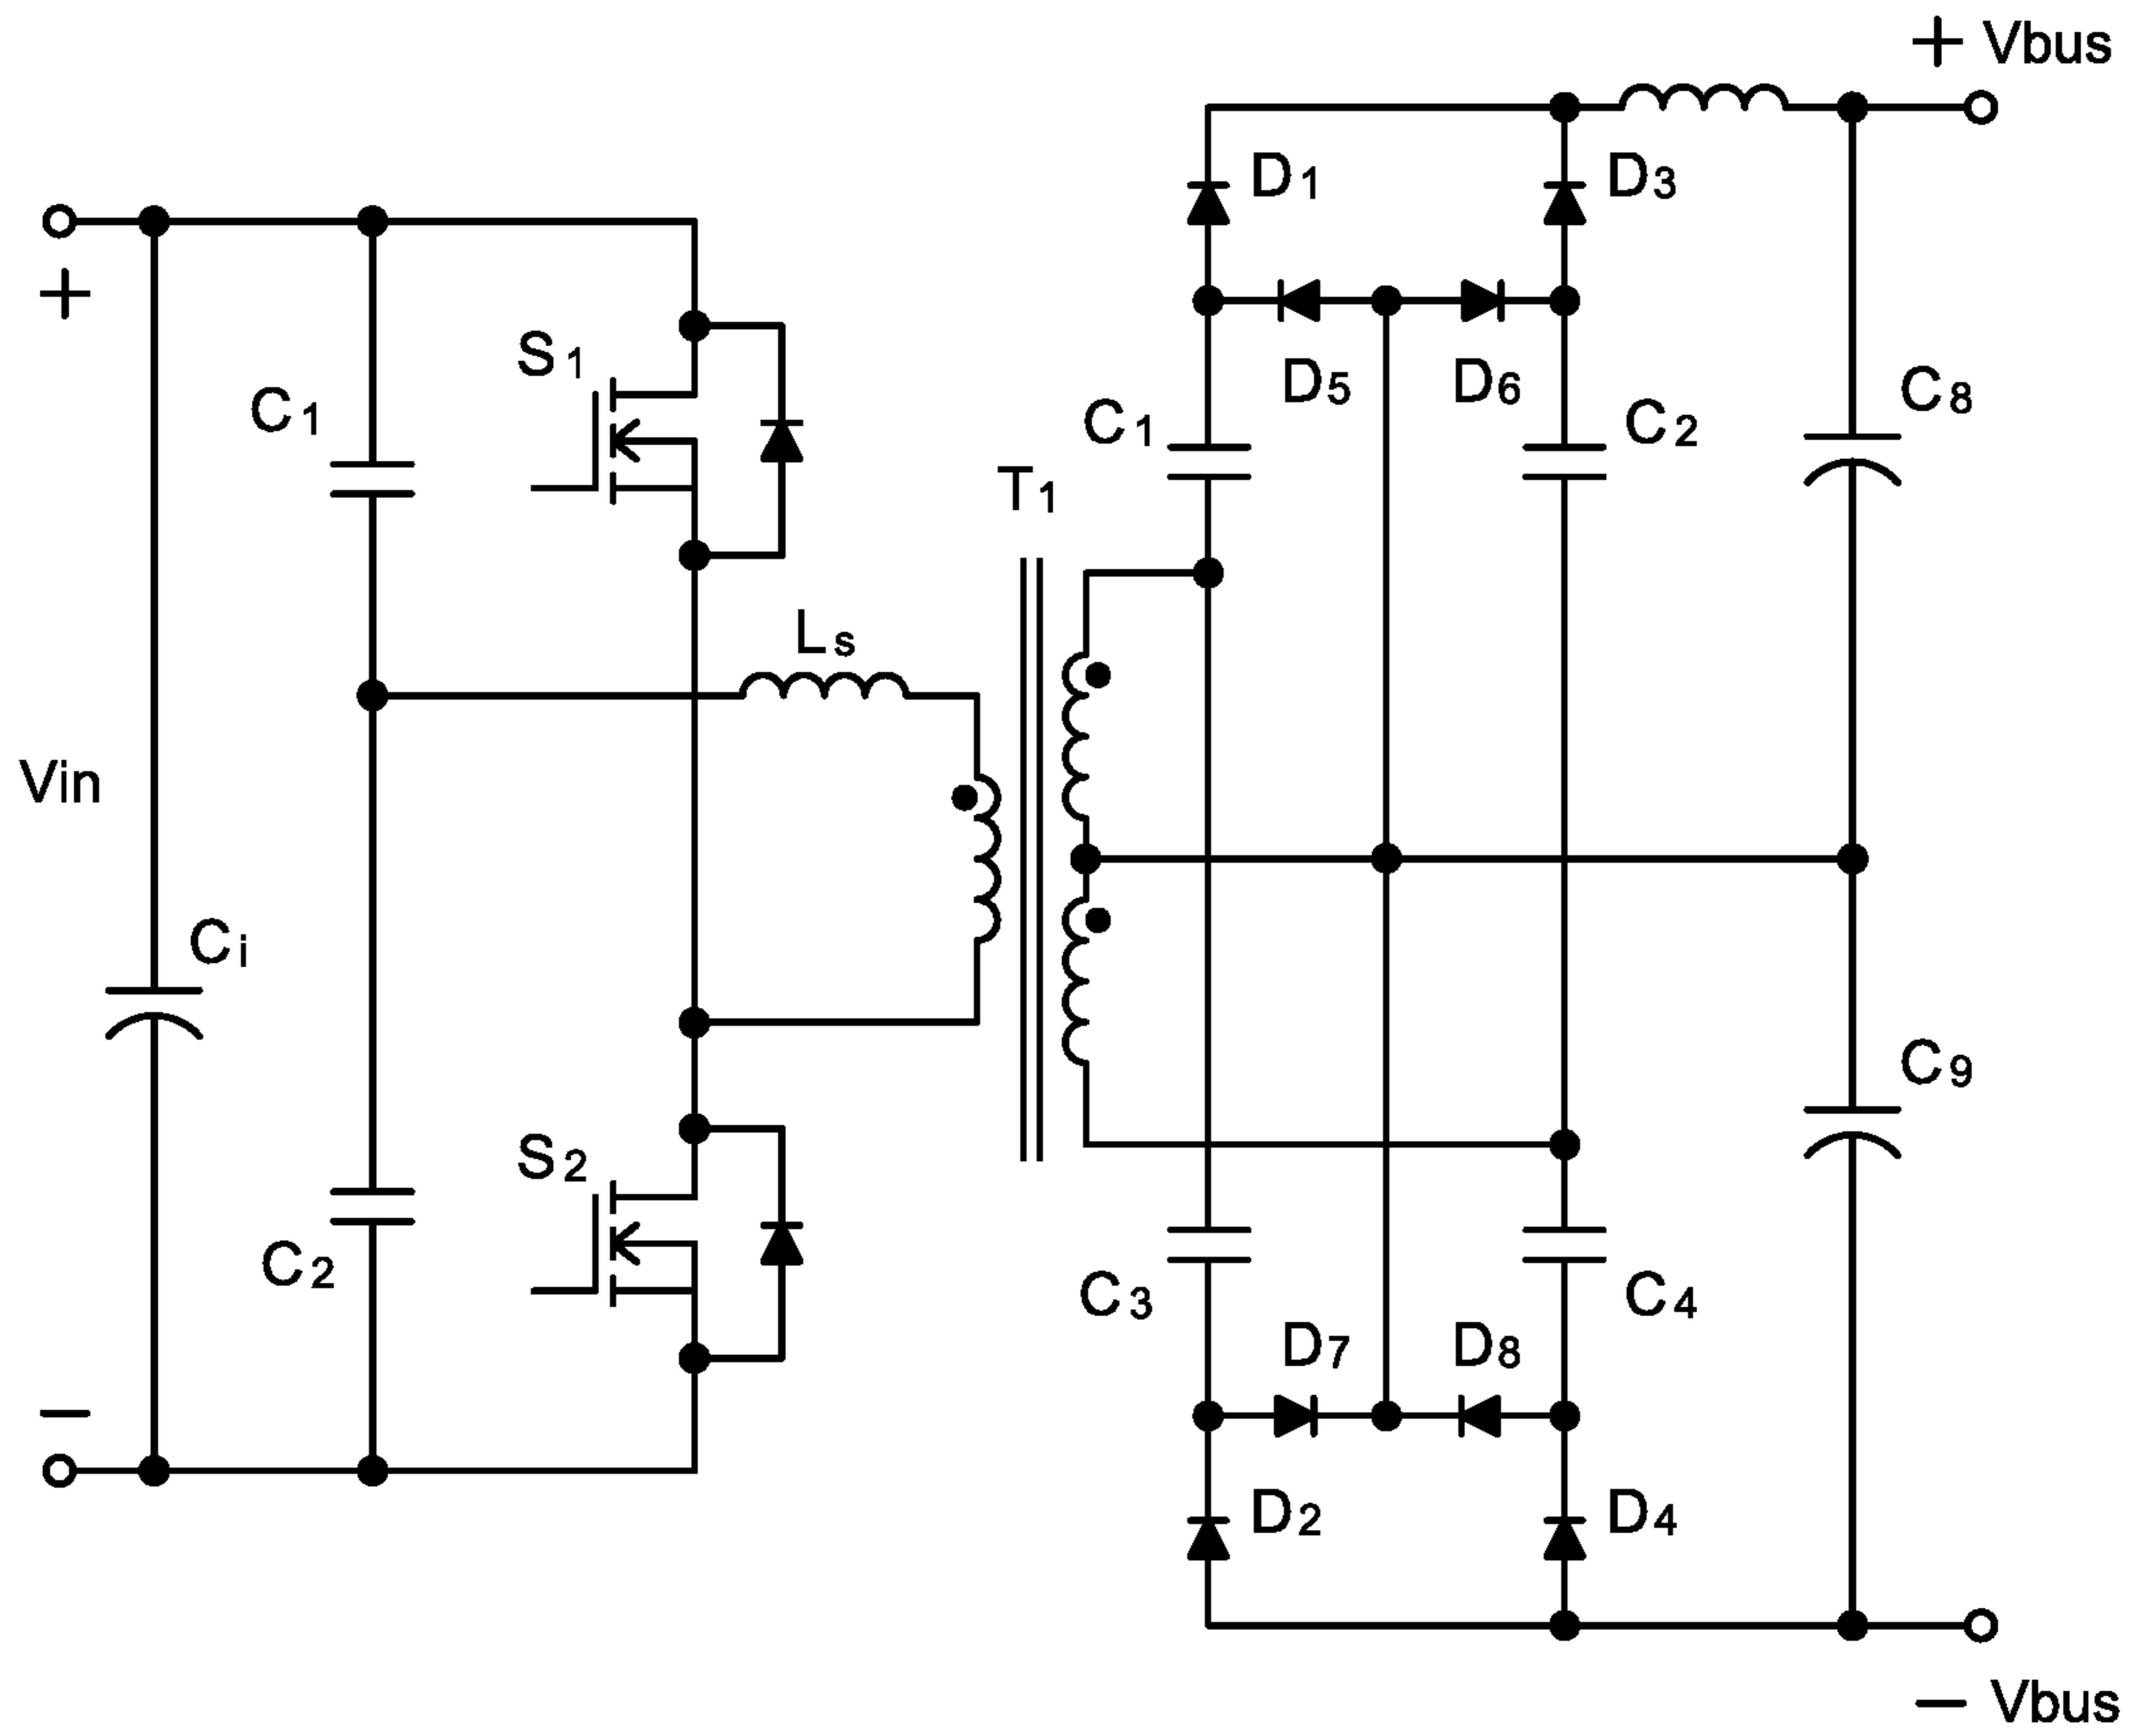 + Vbus
D1
D3
+
S1
D5
D6
C1
C1
C2
C8
T1
Ls
Vin
Ci
C9
S2
C2
C3
C4
D7
D8
−
D2
D4
− Vbus